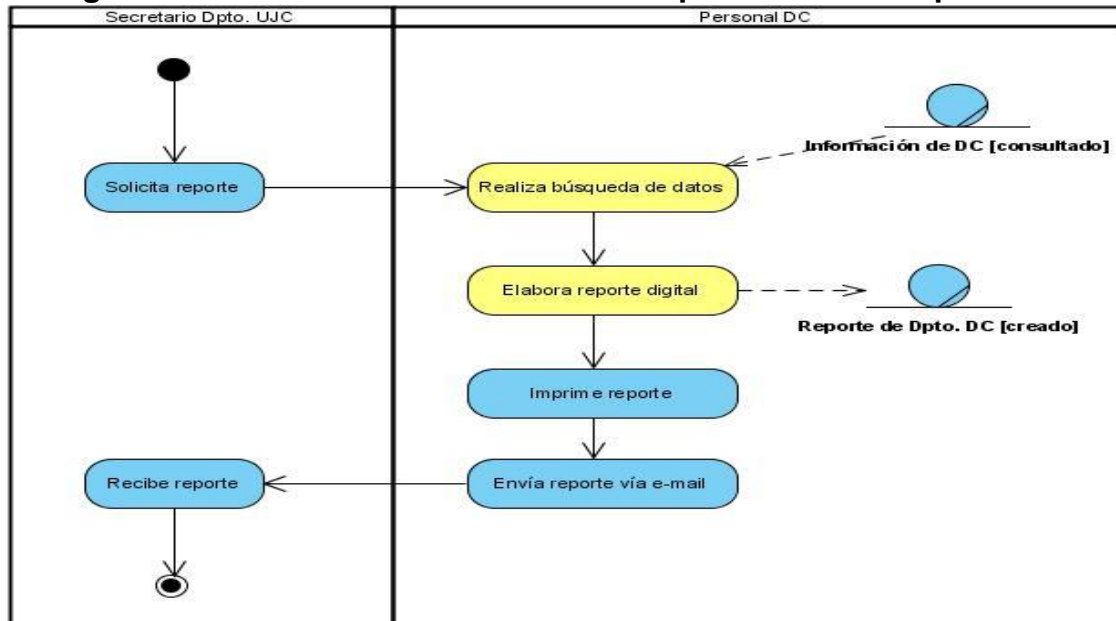 Secretario Dpto. UJC
Personal DC
Información de DC [consultado]
Solicita reporte
Realiza búsqueda de datos
Elabora reporte digital
Reporte de Dpto. DC [creado]
Imprime reporte
Recibe reporte
Envía reporte vía e-mail